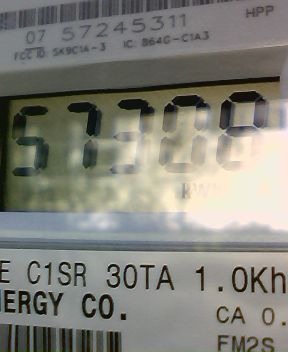 HPP
07 57245311
FCC ID: SK9C1A-3 IC: 864G-C1A3
57308
KWH
E C1SR 30TA 1.0Kh
ERGY CO.
CA 0.
FM2S